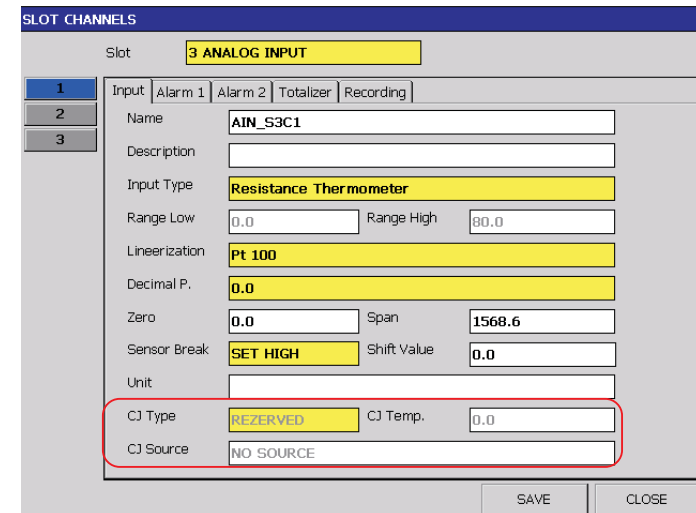 SLOT CHANNELS
Slot 3 ANALOG INPUT
1
2
3
Input Alarm 1 Alarm 2 Totalizer Recording
Name AIN_S3C1
Description
Input Type Resistance Thermometer
Range Low 0.0 Range High 80.0
Lineerization Pt 100
Decimal P. 0.0
Zero 0.0 Span 1568.6
Sensor Break SET HIGH Shift Value 0.0
Unit
CJ Type REZERVED CJ Temp. 0.0
CJ Source NO SOURCE
SAVE CLOSE